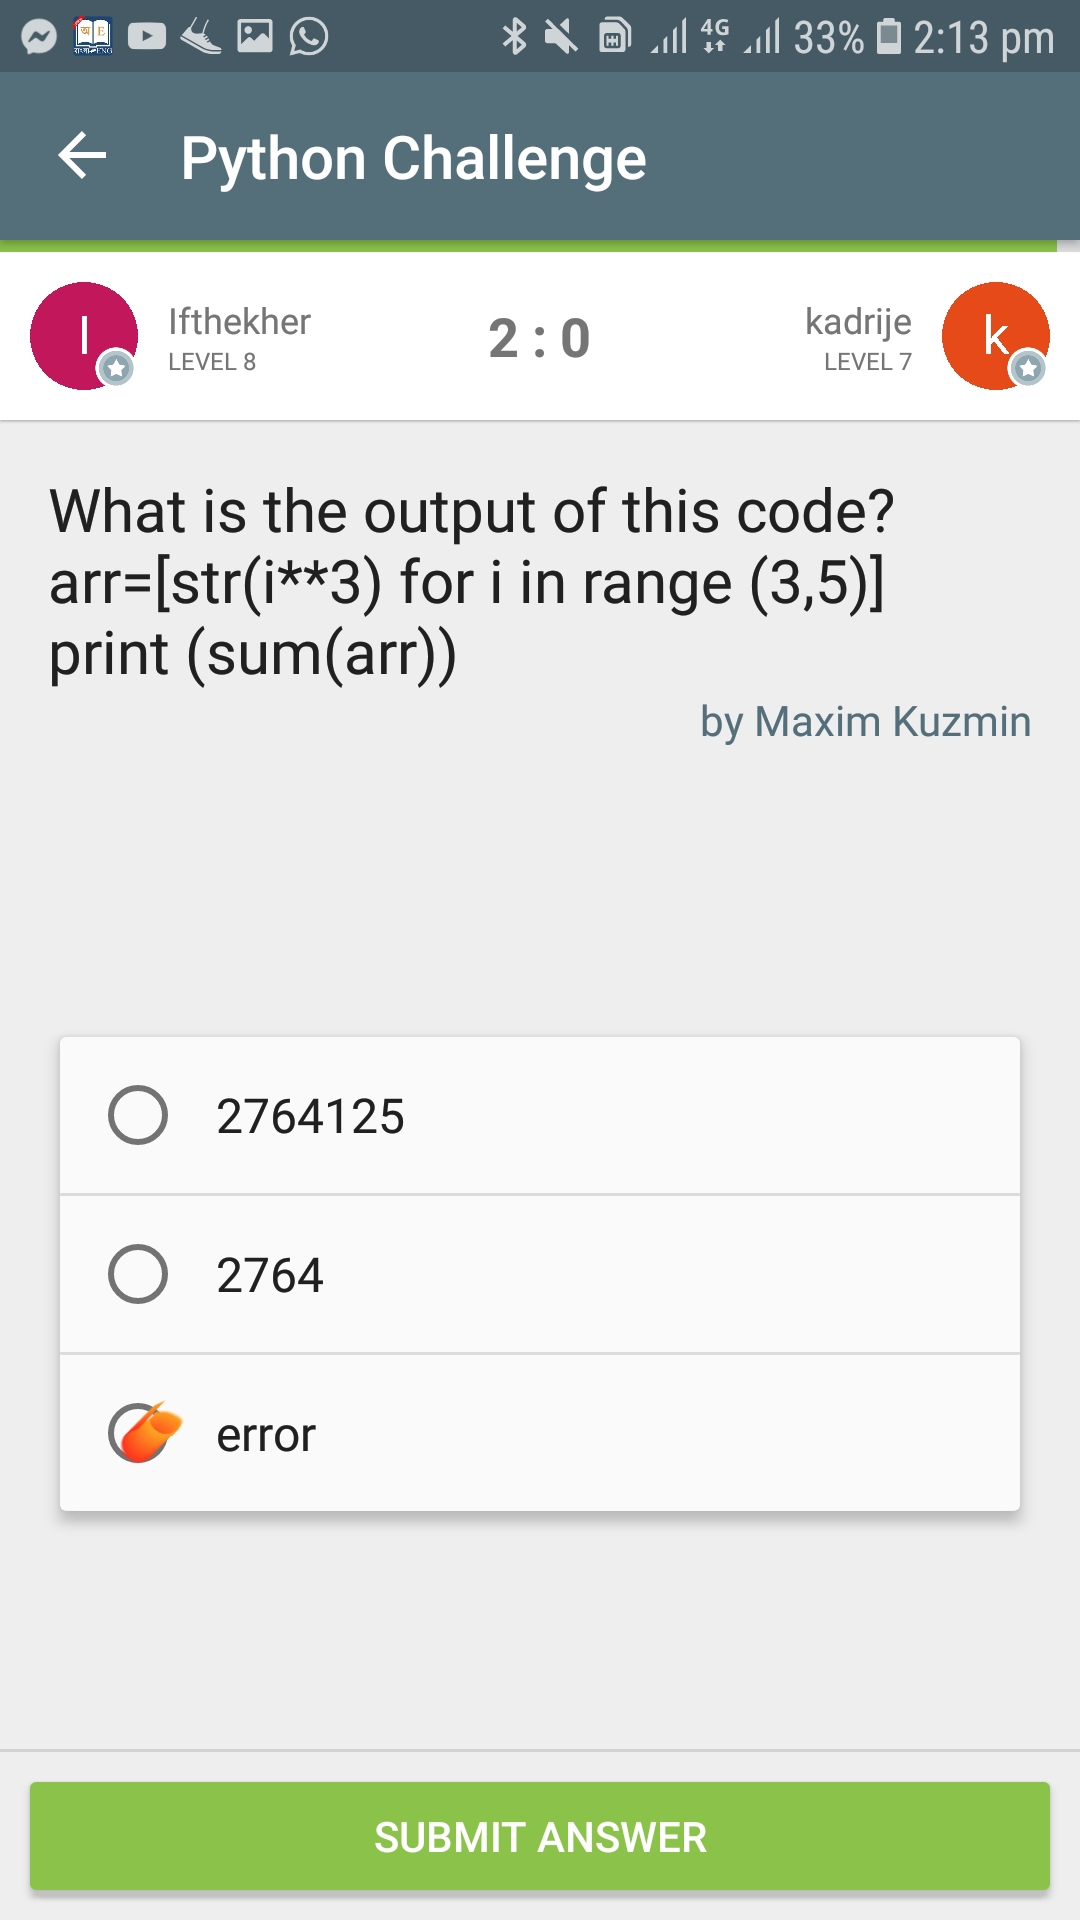 4G 33% 2:13 pm
Python Challenge
I Ifthekher 2 : 0 kadrije k
LEVEL 8 LEVEL 7
What is the output of this code?
arr=[str(i**3) for i in range (3,5)]
print (sum(arr))
by Maxim Kuzmin
2764125
2764
error
SUBMIT ANSWER